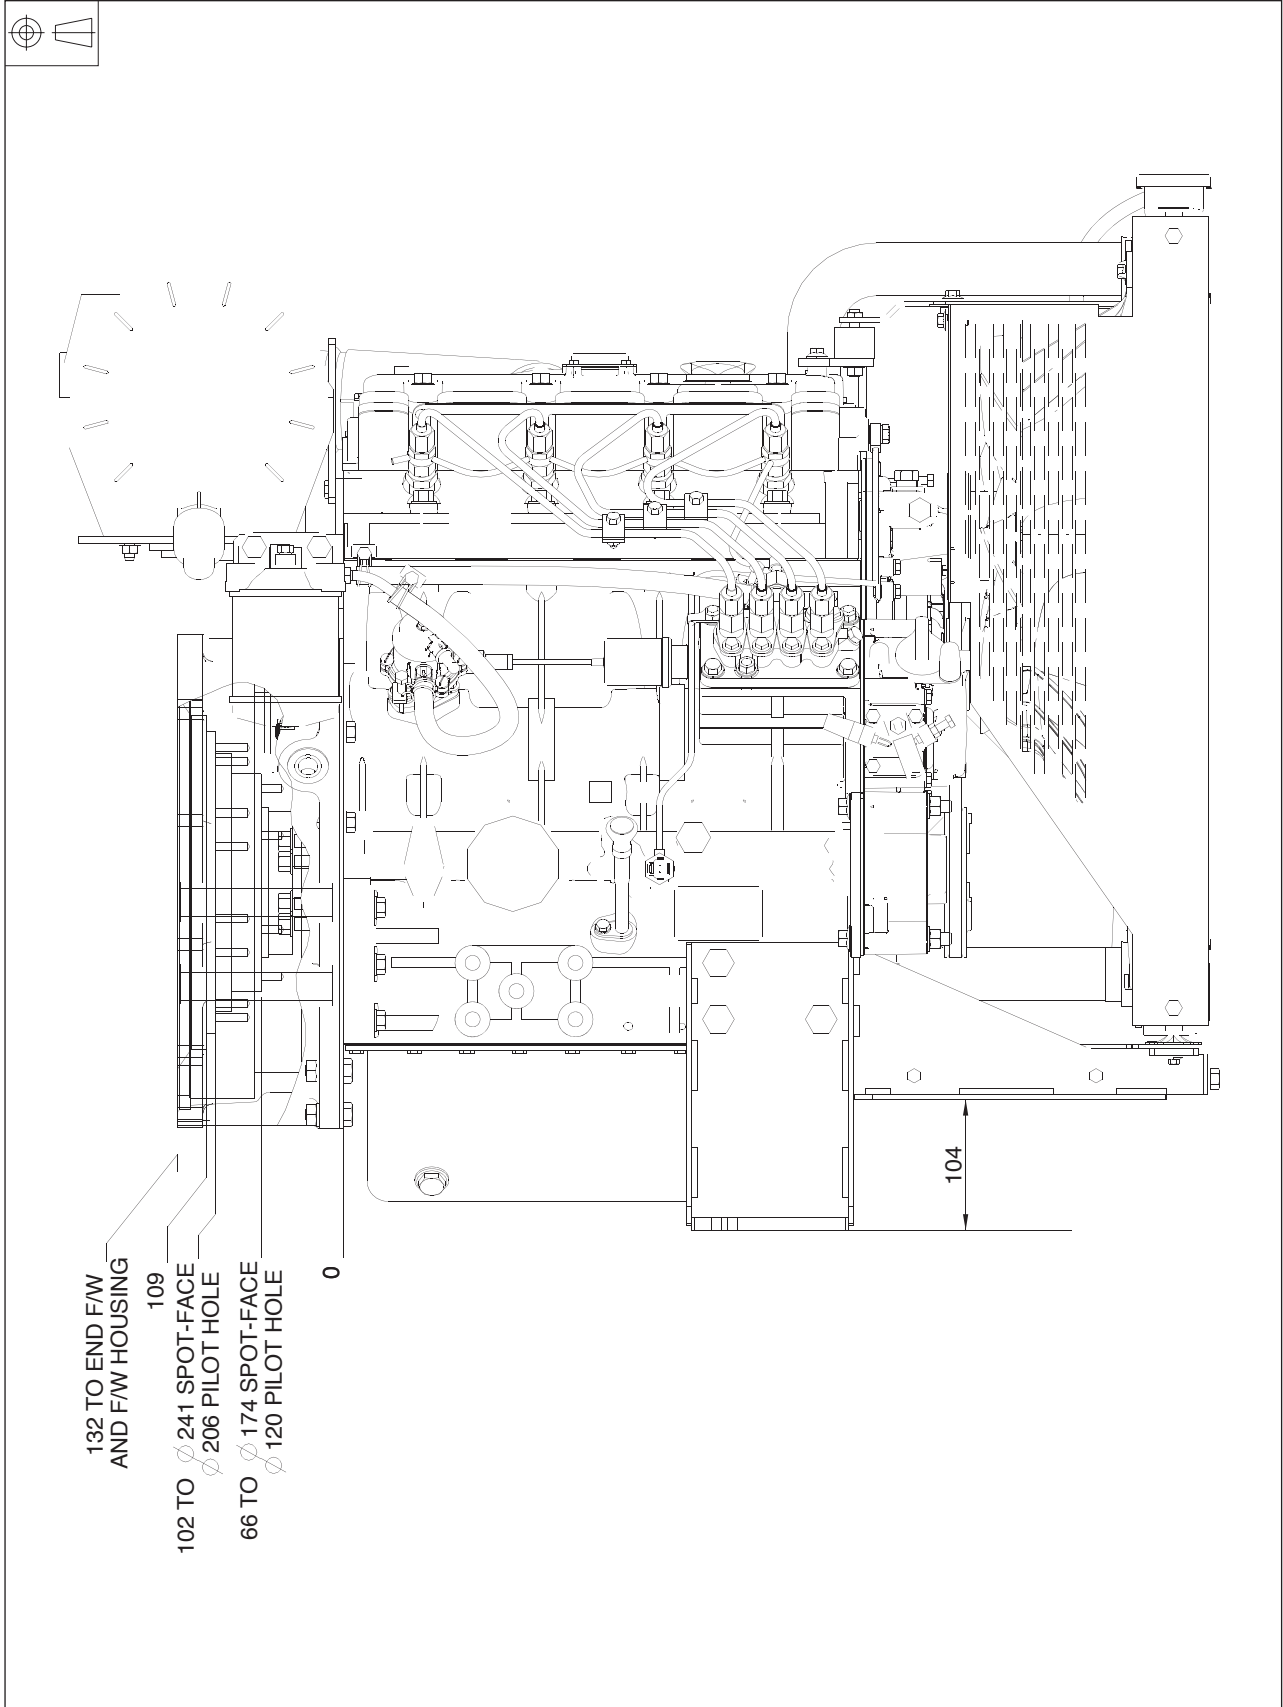 132 TO END F/W
AND F/W HOUSING
109
102 TO ⌀ 241 SPOT-FACE
⌀ 206 PILOT HOLE
66 TO ⌀ 174 SPOT-FACE
⌀ 120 PILOT HOLE
0
104